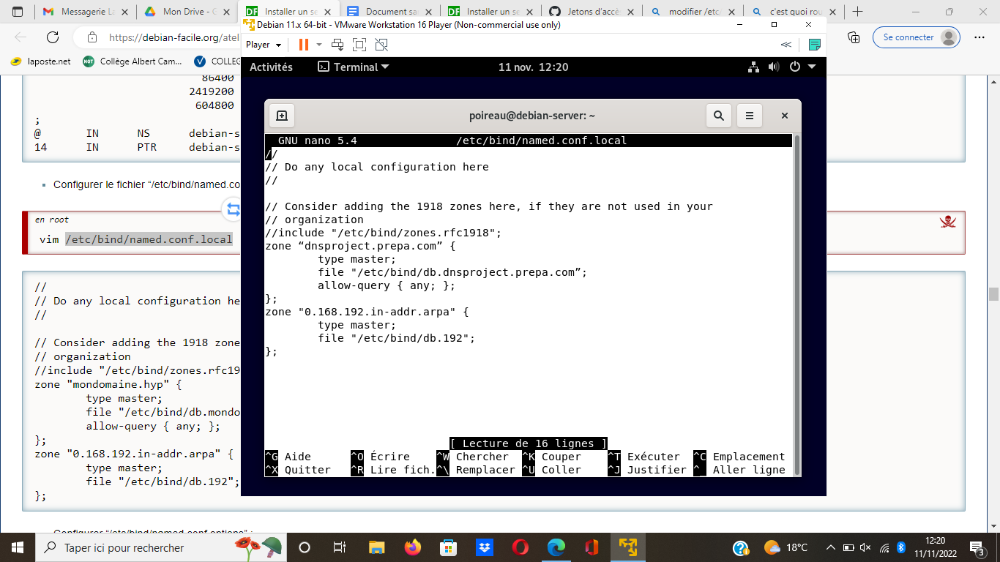 Messagerie La
Mon Drive - G
Installer un se
Document sa
Installer un se
Jetons d'accè
modifier /etc/
c'est quoi rou
https://debian-facile.org/atel
Se connecter
laposte.net
Collège Albert Cam...
COLLEG
Debian 11.x 64-bit - VMware Workstation 16 Player (Non-commercial use only)
Player
Activités
Terminal
11 nov. 12:20
poireau@debian-server: ~
GNU nano 5.4 /etc/bind/named.conf.local
//
// Do any local configuration here
//
// Consider adding the 1918 zones here, if they are not used in your
// organization
//include "/etc/bind/zones.rfc1918";
zone “dnsproject.prepa.com” {
type master;
file "/etc/bind/db.dnsproject.prepa.com”;
allow-query { any; };
};
zone "0.168.192.in-addr.arpa" {
type master;
file "/etc/bind/db.192";
};
[ Lecture de 16 lignes ]
^G Aide ^O Écrire ^W Chercher ^K Couper ^T Exécuter ^C Emplacement
^X Quitter ^R Lire fich. ^\ Remplacer ^U Coller ^J Justifier ^_ Aller ligne
86400
2419200
604800
;
@ IN NS debian-s
14 IN PTR debian-s
Configurer le fichier “/etc/bind/named.co
en root
vim /etc/bind/named.conf.local
//
// Do any local configuration he
//
// Consider adding the 1918 zone
// organization
//include "/etc/bind/zones.rfc19
zone "mondomaine.hyp" {
type master;
file "/etc/bind/db.mondo
allow-query { any; };
};
zone "0.168.192.in-addr.arpa" {
type master;
file "/etc/bind/db.192";
};
Configurer “/etc/bind/named.conf.options” :
Taper ici pour rechercher
18°C
12:20
11/11/2022
3